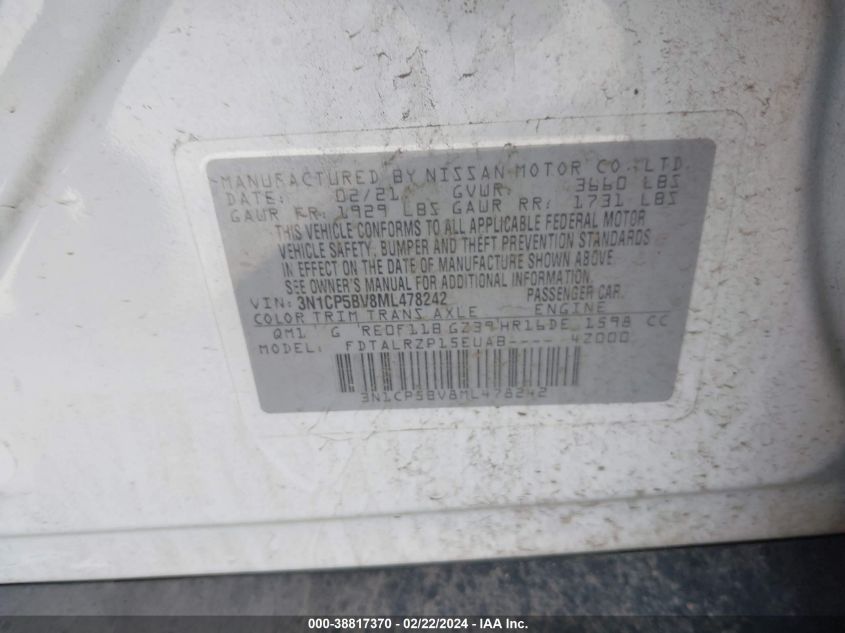 MANUFACTURED BY NISSAN MOTOR CO., LTD.
DATE: 02/21 GVWR: 3660 LBS
GAWR FR: 1929 LBS GAWR RR: 1731 LBS
THIS VEHICLE CONFORMS TO ALL APPLICABLE FEDERAL MOTOR
VEHICLE SAFETY, BUMPER AND THEFT PREVENTION STANDARDS
IN EFFECT ON THE DATE OF MANUFACTURE SHOWN ABOVE.
SEE OWNER'S MANUAL FOR ADDITIONAL INFORMATION.
VIN: 3N1CP5BV8ML478242 PASSENGER CAR.
COLOR TRIM TRANS AXLE ENGINE
QM1 G RE0F11B GZ39 HR16DE 1598 CC
MODEL: FDTALRZP15EUAB---- 4Z000
3N1CP5BV8ML478242
000-38817370 - 02/22/2024 - IAA Inc.